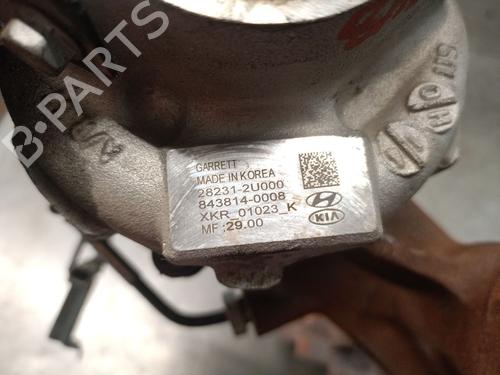 B-PARTS
GARRETT
MADE IN KOREA
28231-2U000
843814-0008
XKR_01023_K
MF ;29.00
KIA